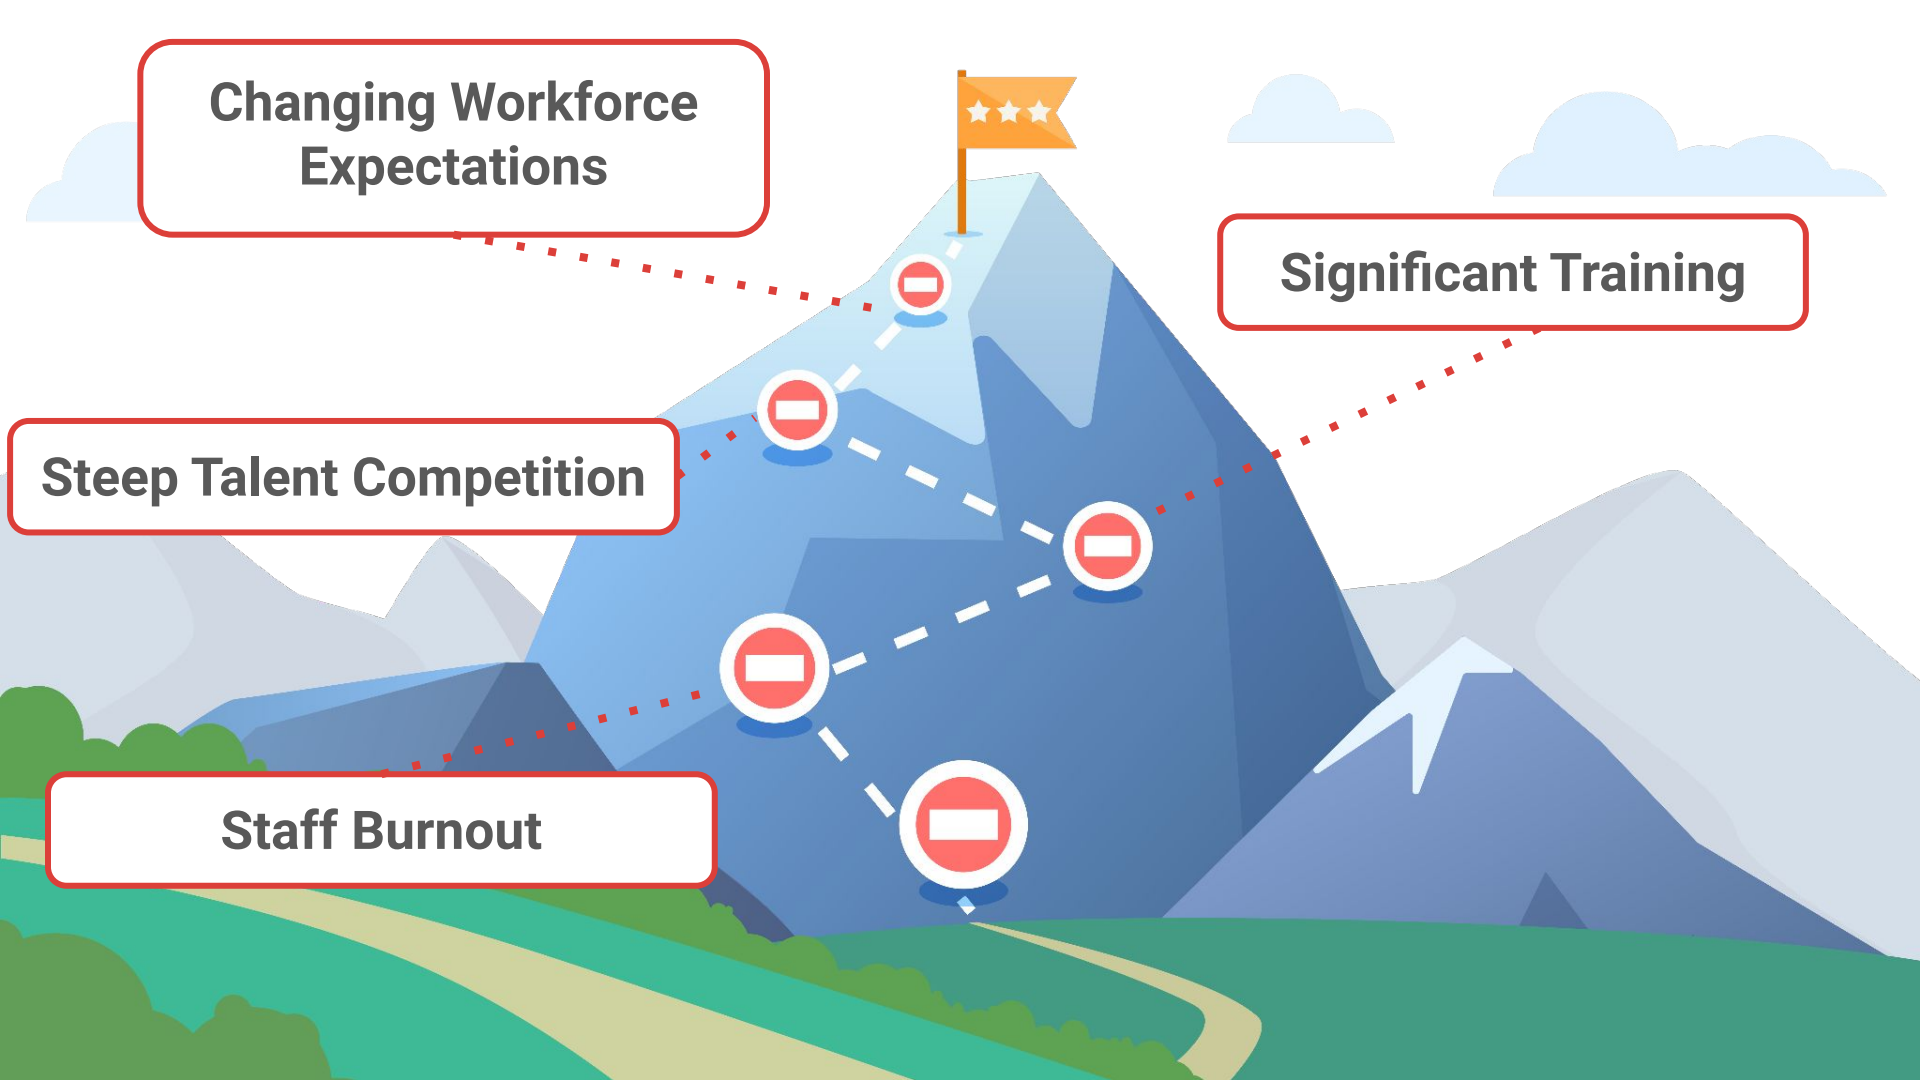 Changing Workforce
Expectations
Significant Training
Steep Talent Competition
Staff Burnout